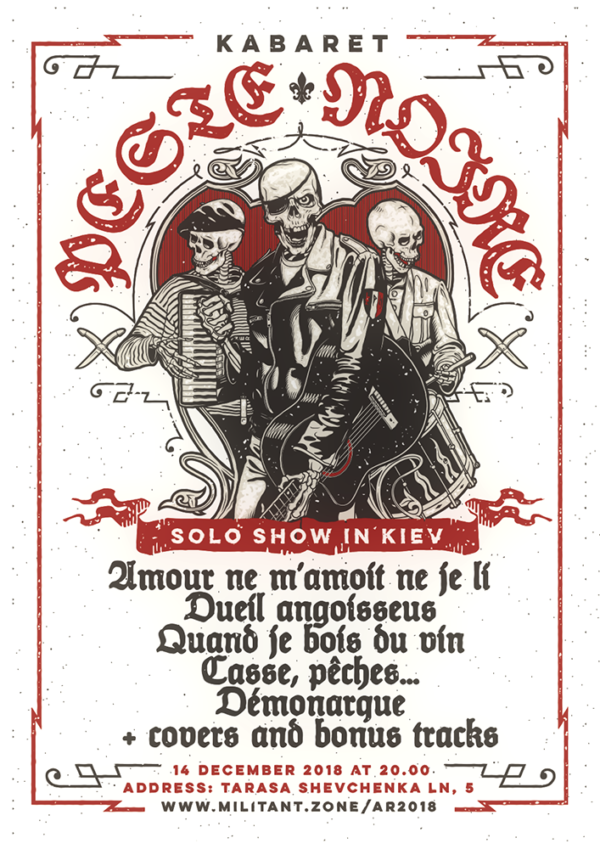 KABARET
PESTE NOIRE
SOLO SHOW IN KIEV
Amour ne m'amoit ne je li
Dueil angoisseus
Quand je bois du vin
Casse, pêches...
Démonarque
+ covers and bonus tracks
14 DECEMBER 2018 AT 20.00
ADDRESS: TARASA SHEVCHENKA LN, 5
WWW.MILITANT.ZONE/AR2018